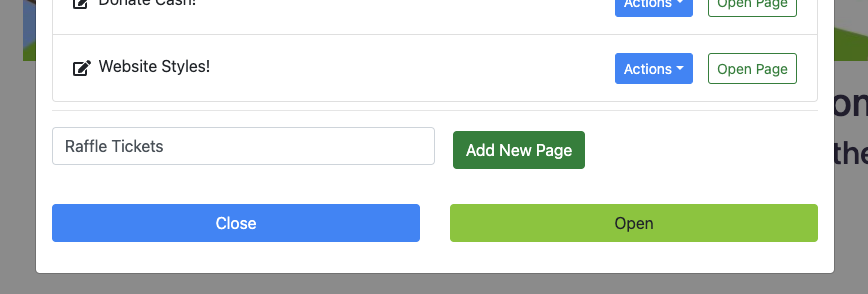 Donate Cash!
Actions
Open Page
Website Styles!
Actions
Open Page
on
the
Raffle Tickets
Add New Page
Close
Open